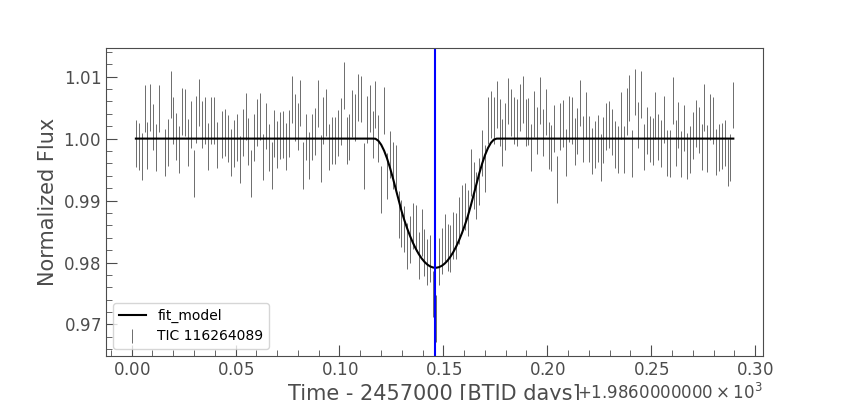 1.01
1.00
0.99
0.98
0.97
Normalized Flux
fit_model
TIC 116264089
0.00 0.05 0.10 0.15 0.20 0.25 0.30
Time - 2457000 [BTJD days]
+1.9860000000 × 10³